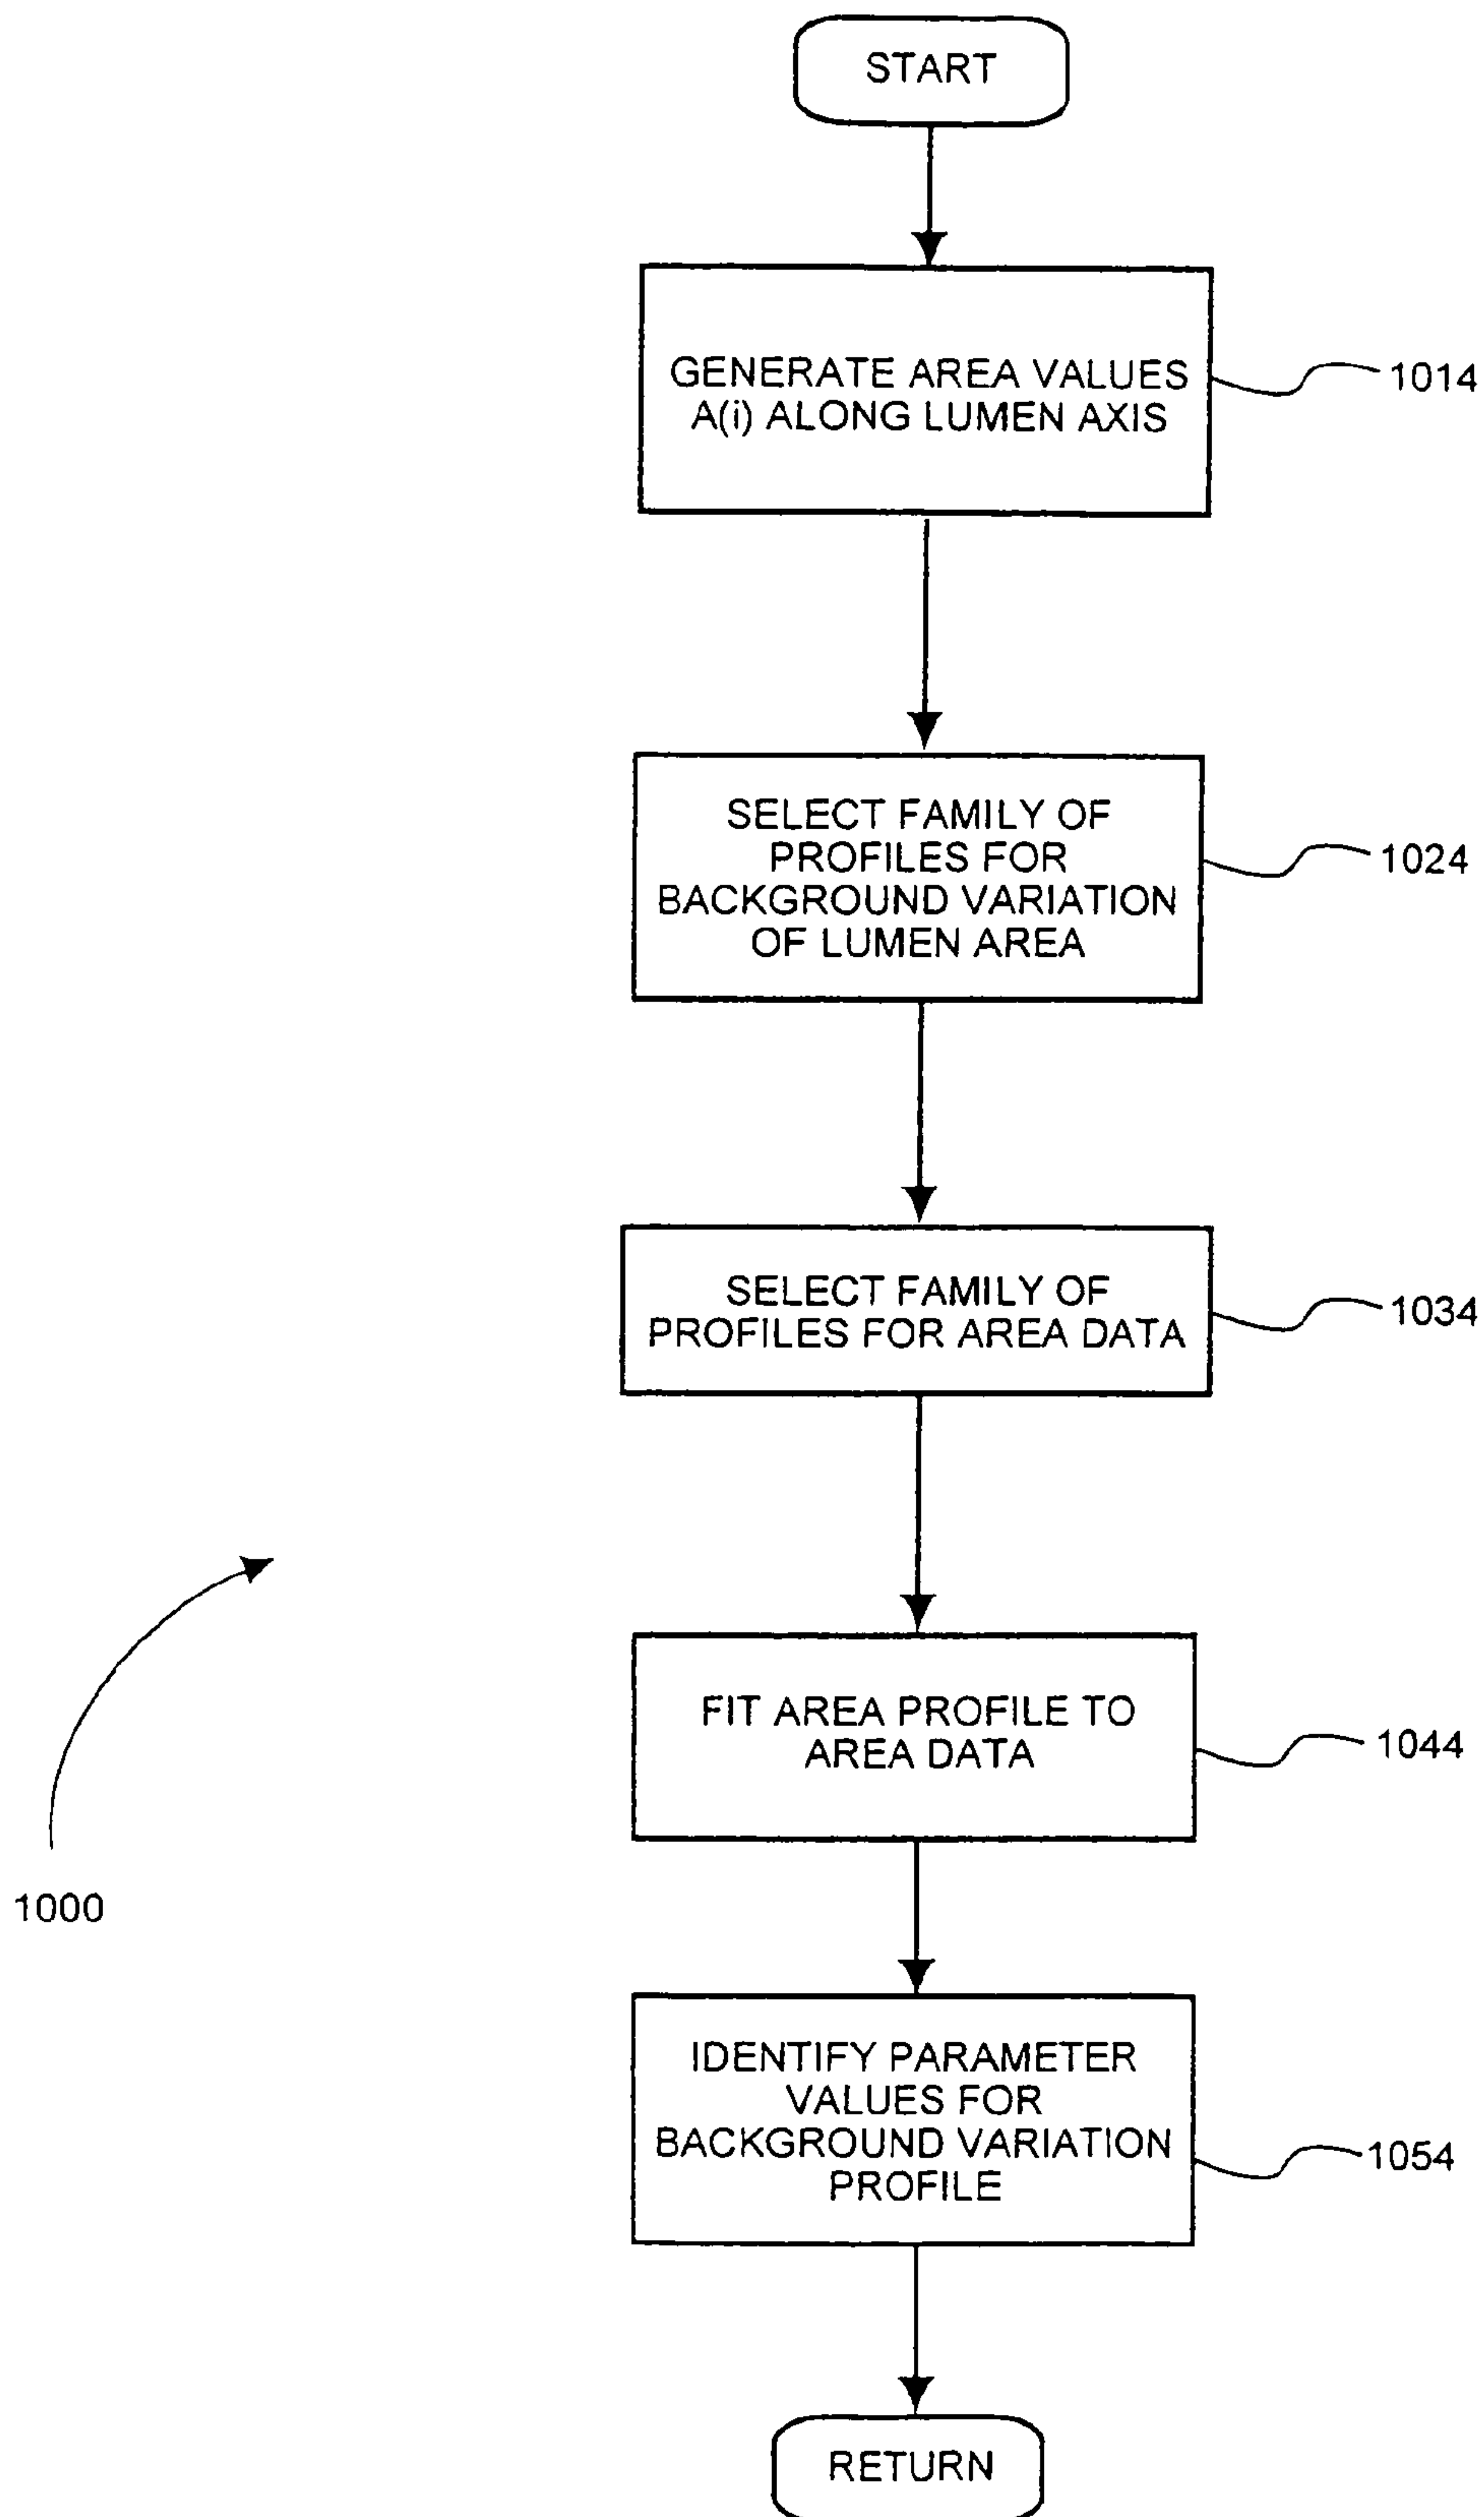 START
GENERATE AREA VALUES
A(i) ALONG LUMEN AXIS
1014
SELECT FAMILY OF
PROFILES FOR
BACKGROUND VARIATION
OF LUMEN AREA
1024
SELECT FAMILY OF
PROFILES FOR AREA DATA
1034
FIT AREA PROFILE TO
AREA DATA
1044
1000
IDENTIFY PARAMETER
VALUES FOR
BACKGROUND VARIATION
PROFILE
1054
RETURN